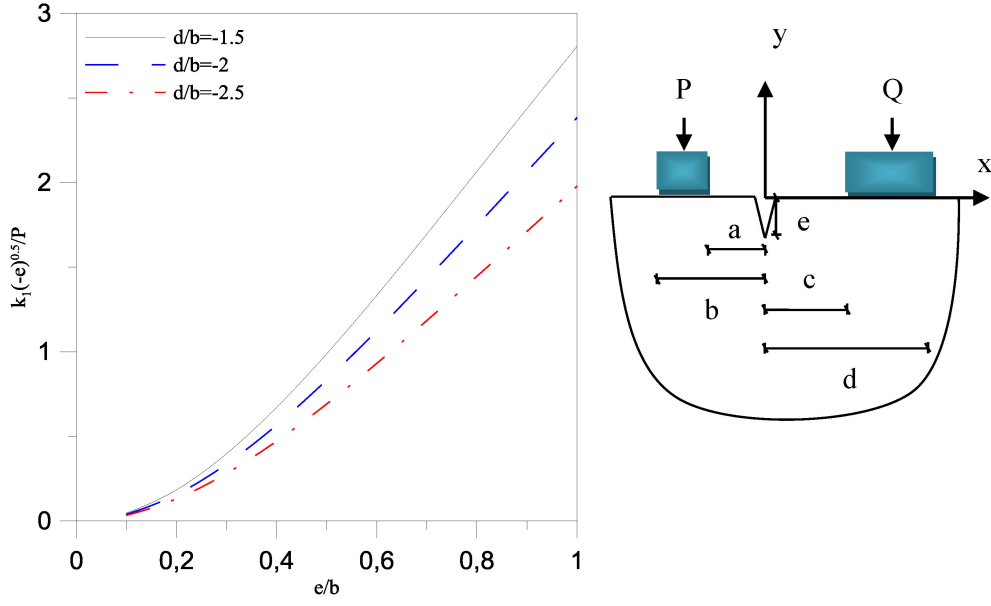 3
2
1
0
k₁(-e)⁰·⁵/P
d/b=-1.5
d/b=-2
d/b=-2.5
0
0,2
0,4
0,6
0,8
1
e/b
y
P
Q
x
e
a
c
b
d